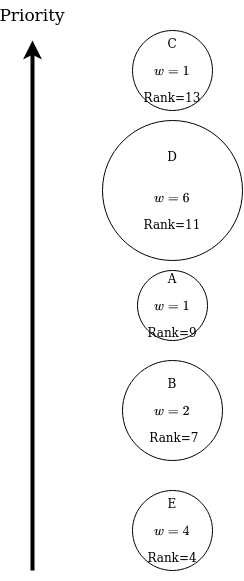 Priority
C
w = 1
Rank=13
D
w = 6
Rank=11
A
w = 1
Rank=9
B
w = 2
Rank=7
E
w = 4
Rank=4